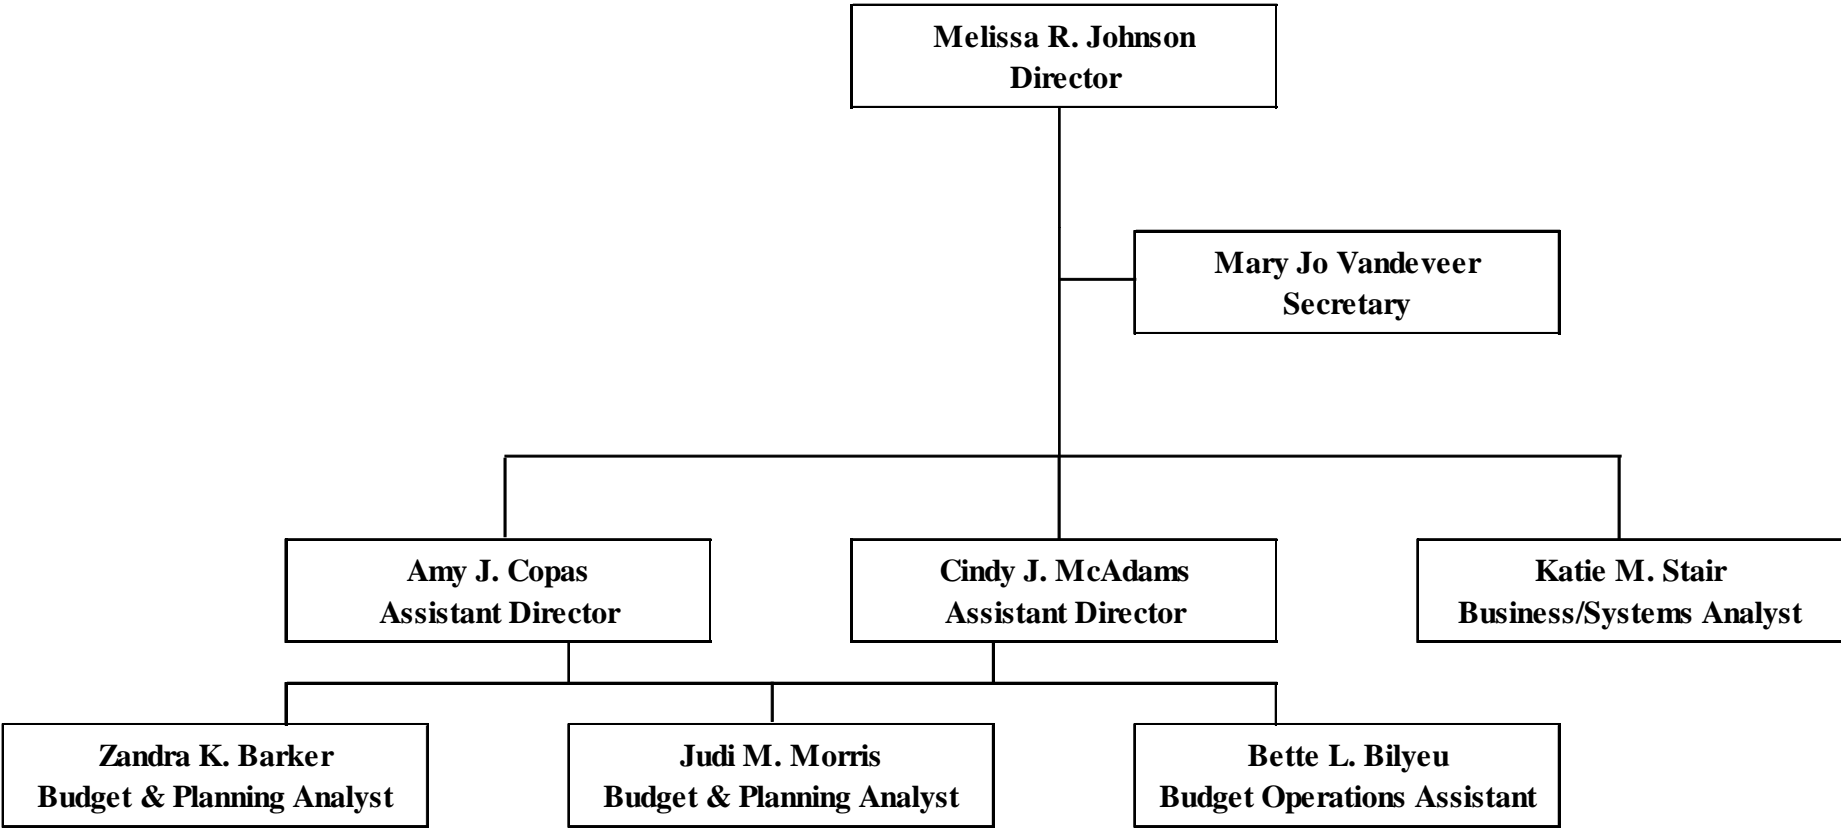 Melissa R. Johnson
Director
Mary Jo Vandeveer
Secretary
Amy J. Copas
Assistant Director
Cindy J. McAdams
Assistant Director
Katie M. Stair
Business/Systems Analyst
Zandra K. Barker
Budget & Planning Analyst
Judi M. Morris
Budget & Planning Analyst
Bette L. Bilyeu
Budget Operations Assistant